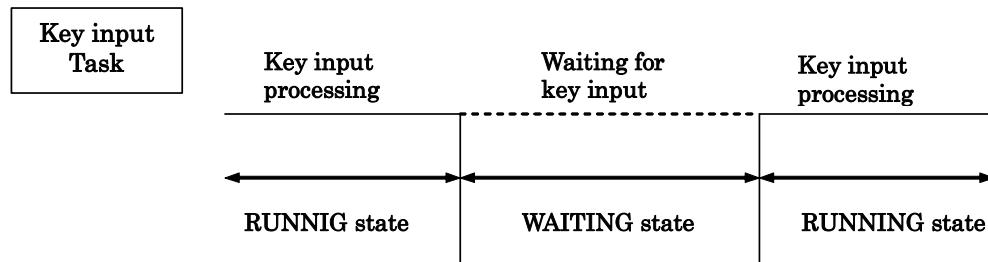 Key input
Task
Key input
processing
Waiting for
key input
Key input
processing
RUNNIG state
WAITING state
RUNNING state